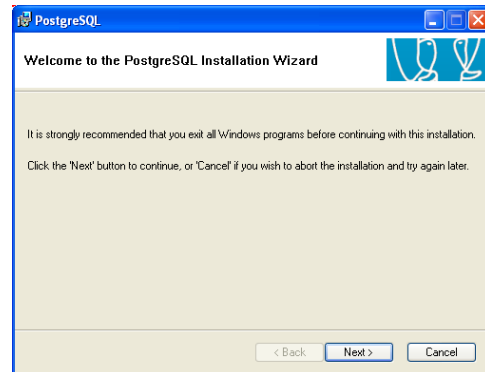 PostgreSQL
Welcome to the PostgreSQL Installation Wizard
It is strongly recommended that you exit all Windows programs before continuing with this installation.
Click the 'Next' button to continue, or 'Cancel' if you wish to abort the installation and try again later.
< Back Next > Cancel